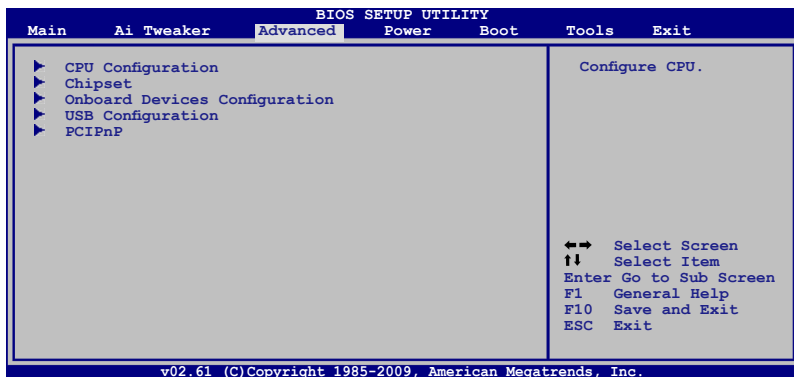 BIOS SETUP UTILITY
Main Ai Tweaker Advanced Power Boot Tools Exit
CPU Configuration
Chipset
Onboard Devices Configuration
USB Configuration
PCIPnP
Configure CPU.
←→ Select Screen
↑↓ Select Item
Enter Go to Sub Screen
F1 General Help
F10 Save and Exit
ESC Exit
v02.61 (C)Copyright 1985-2009, American Megatrends, Inc.